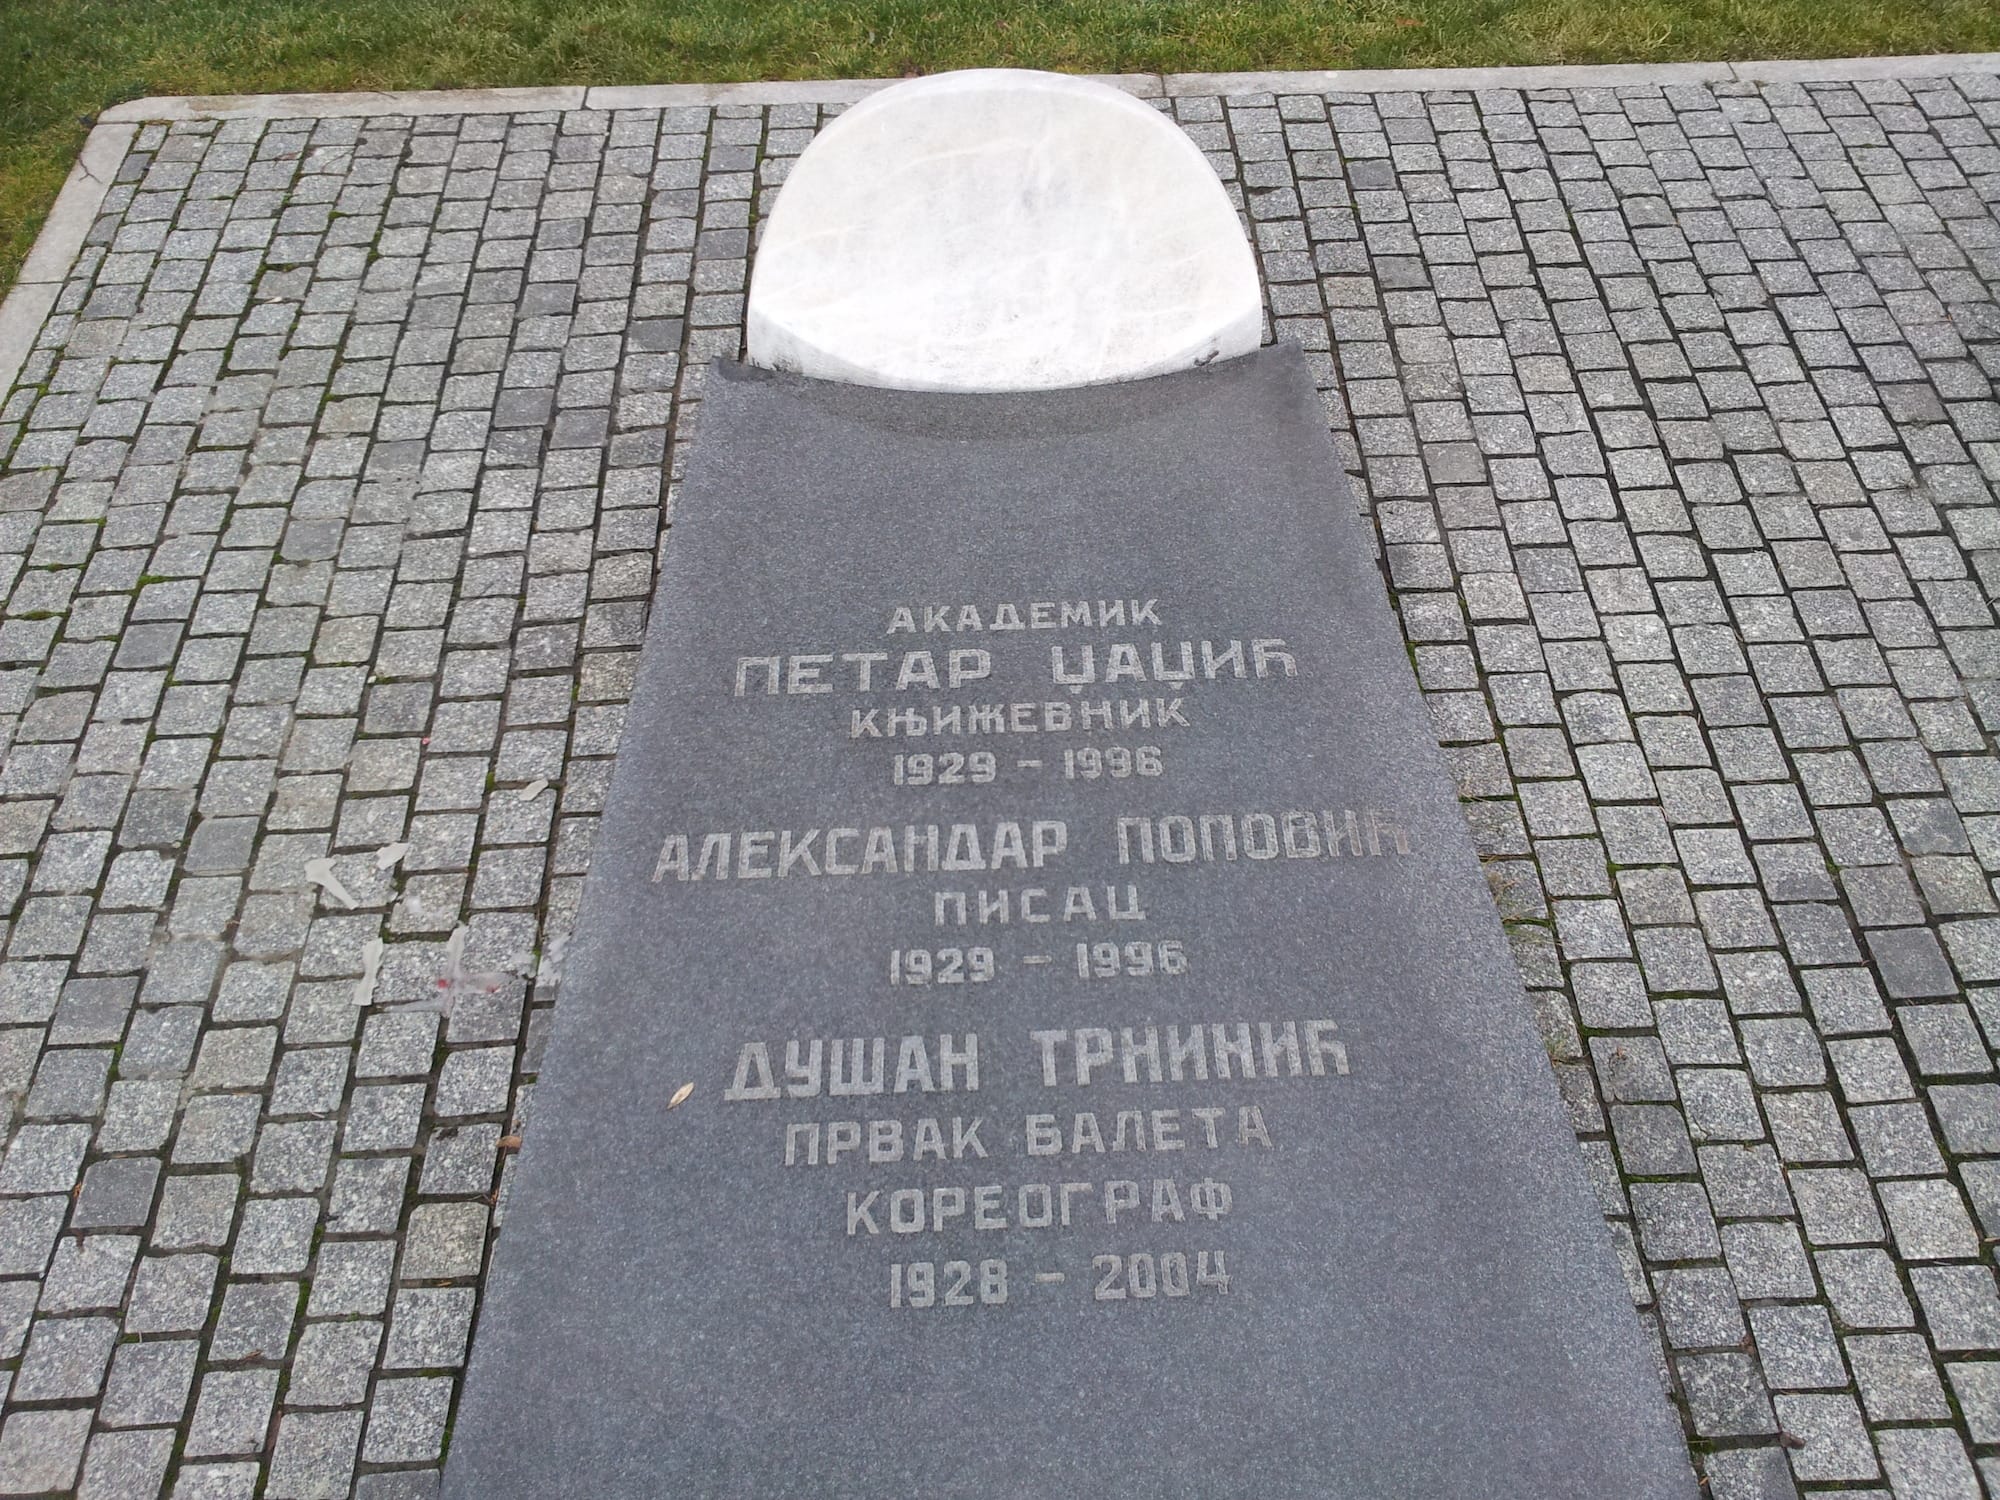 АКАДЕМИК
ПЕТАР ЏАЏИЋ
КЊИЖЕВНИК
1929 - 1996
АЛЕКСАНДАР ПОПОВИЋ
ПИСАЦ
1929 - 1996
ДУШАН ТРНИНИЋ
ПРВАК БАЛЕТА
КОРЕОГРАФ
1928 - 2004